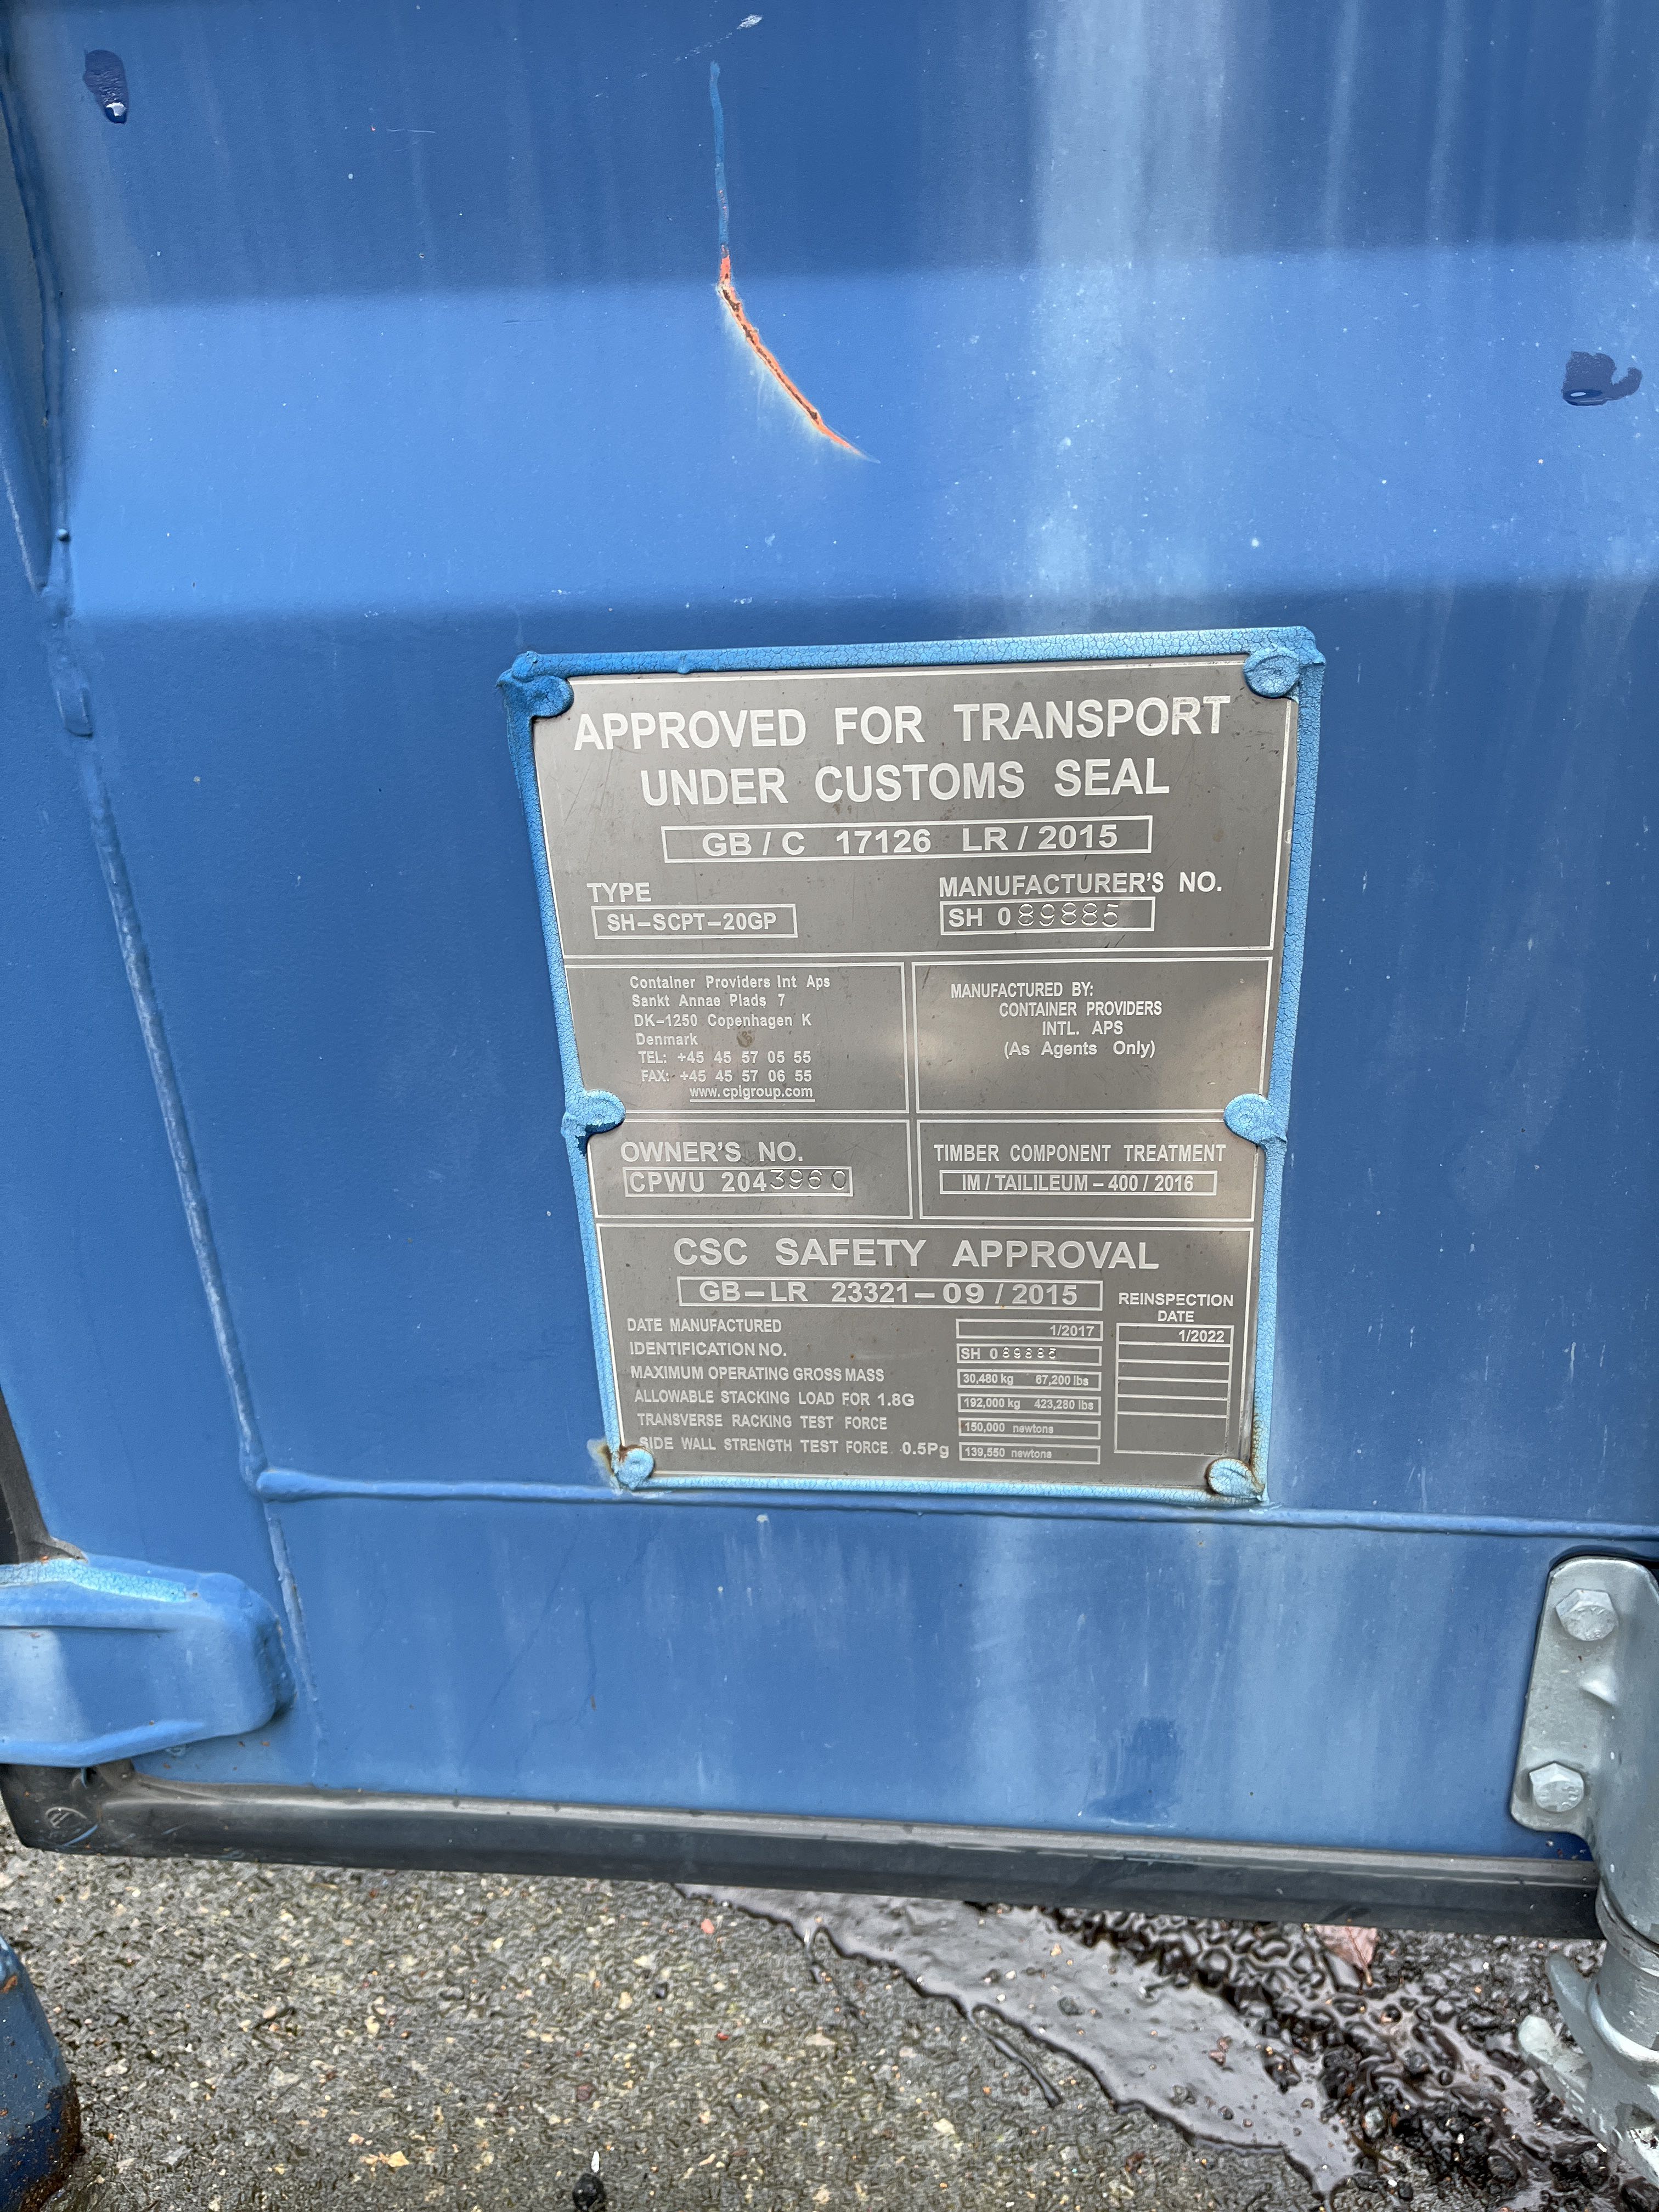 APPROVED FOR TRANSPORT
UNDER CUSTOMS SEAL
GB / C 17126 LR / 2015
TYPE
SH-SCPT-20GP
MANUFACTURER'S NO.
SH 089885
Container Providers Int Aps
Sankt Annae Plads 7
DK-1250 Copenhagen K
Denmark
TEL: +45 45 57 05 55
FAX: +45 45 57 06 55
www.cpigroup.com
MANUFACTURED BY:
CONTAINER PROVIDERS
INTL. APS
(As Agents Only)
OWNER'S NO.
CPWU 2043960
TIMBER COMPONENT TREATMENT
IM / TAILILEUM – 400 / 2016
CSC SAFETY APPROVAL
GB–LR 23321–09 / 2015
REINSPECTION
DATE
1/2022
DATE MANUFACTURED 1/2017
IDENTIFICATION NO. SH 089885
MAXIMUM OPERATING GROSS MASS 30,480 kg 67,200 lbs
ALLOWABLE STACKING LOAD FOR 1.8G 192,000 kg 423,280 lbs
TRANSVERSE RACKING TEST FORCE 150,000 newtons
SIDE WALL STRENGTH TEST FORCE 0.5Pg 139,550 newtons